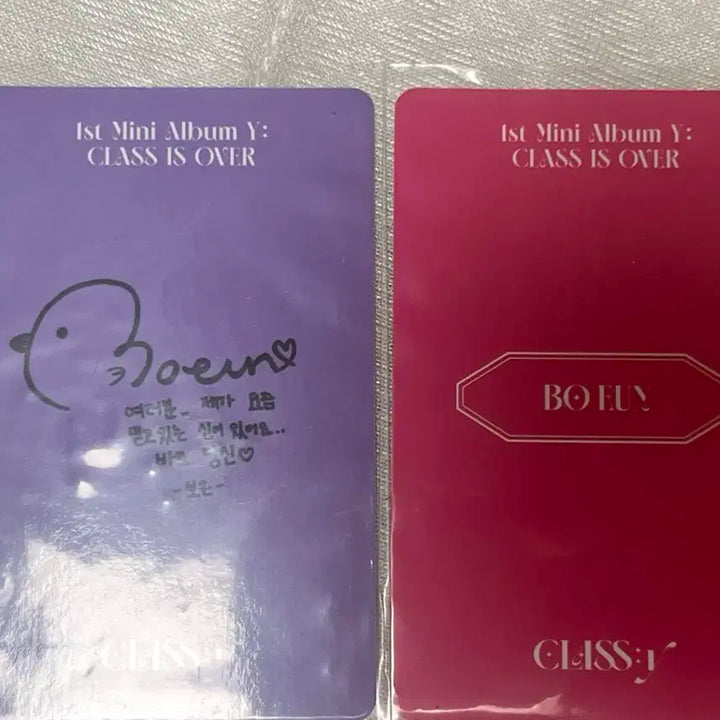 1st Mini Album Y:
CLASS IS OVER
Boeun♡
여러분.. 제가 요즘
믿고있는 신이 있어요..
바로 당신♡
-보은-
CLASS:y
1st Mini Album Y:
CLASS IS OVER
BO EUN
CLASS:y